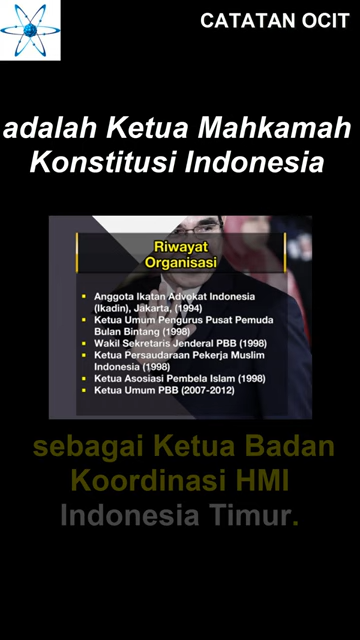 CATATAN OCIT
adalah Ketua Mahkamah
Konstitusi Indonesia
Riwayat
Organisasi
Anggota Ikatan Advokat Indonesia
(Ikadin), Jakarta, (1994)
Ketua Umum Pengurus Pusat Pemuda
Bulan Bintang (1998)
Wakil Sekretaris Jenderal PBB (1998)
Ketua Persaudaraan Pekerja Muslim
Indonesia (1998)
Ketua Asosiasi Pembela Islam (1998)
Ketua Umum PBB (2007-2012)
sebagai Ketua Badan
Koordinasi HMI
Indonesia Timur.